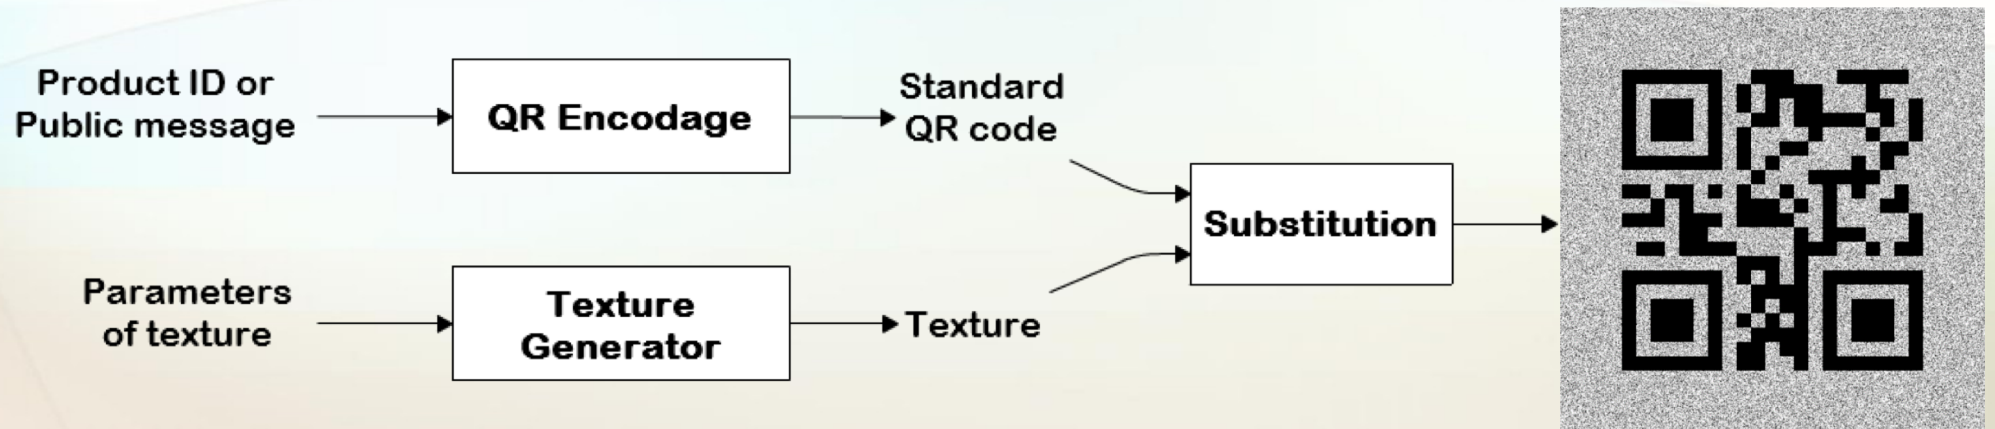 Product ID or
Public message
QR Encodage
Standard
QR code
Substitution
Parameters
of texture
Texture
Generator
Texture